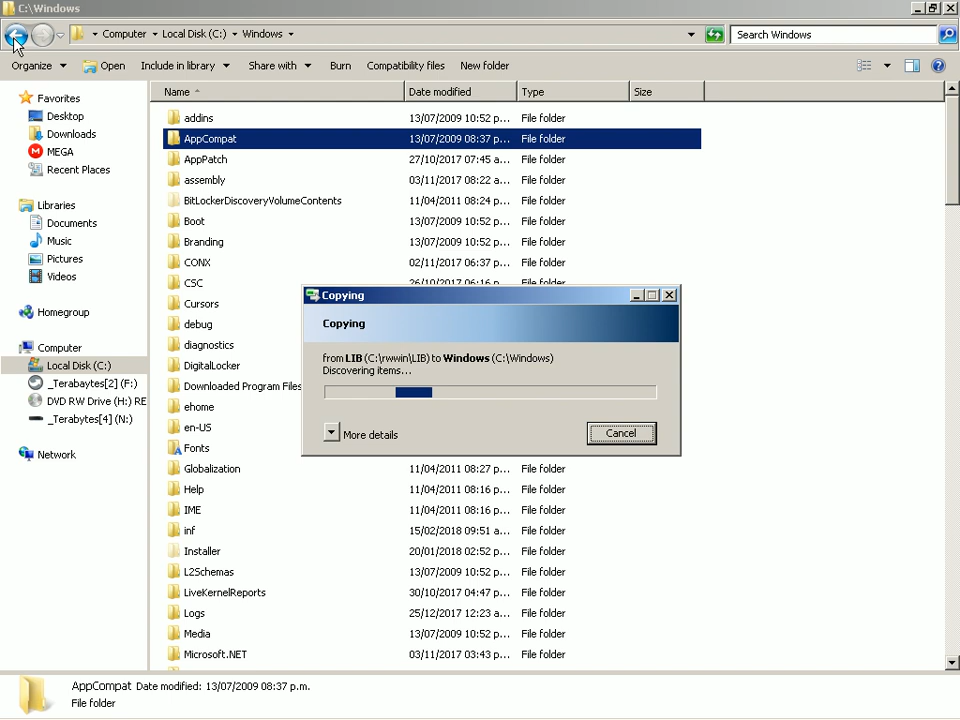 C:\Windows
Computer Local Disk (C:) Windows
Search Windows
Organize Open Include in library Share with Burn Compatibility files New folder
Name Date modified Type Size
Favorites
Desktop
Downloads
MEGA
Recent Places
Libraries
Documents
Music
Pictures
Videos
Homegroup
Computer
Local Disk (C:)
_Terabaytes[2] (F:)
DVD RW Drive (H:) RE
_Terabytes[4] (N:)
Network
addins 13/07/2009 10:52 p... File folder
AppCompat 13/07/2009 08:37 p... File folder
AppPatch 27/10/2017 07:45 a... File folder
assembly 03/11/2017 08:22 a... File folder
BitLockerDiscoveryVolumeContents 11/04/2011 08:24 p... File folder
Boot 13/07/2009 10:52 p... File folder
Branding 13/07/2009 10:52 p... File folder
CONX 02/11/2017 06:37 p... File folder
CSC 26/10/2017 06:16 p... File folder
Cursors
debug
diagnostics
DigitalLocker
Downloaded Program Files
ehome
en-US
Fonts
Globalization 11/04/2011 08:27 p... File folder
Help 11/04/2011 08:16 p... File folder
IME 11/04/2011 08:16 p... File folder
inf 15/02/2018 09:51 a... File folder
Installer 20/01/2018 02:52 p... File folder
L2Schemas 13/07/2009 10:52 p... File folder
LiveKernelReports 30/10/2017 04:47 p... File folder
Logs 25/12/2017 12:23 a... File folder
Media 13/07/2009 10:52 p... File folder
Microsoft.NET 03/11/2017 03:43 p... File folder
Copying
Copying
from LIB (C:\rwwin\LIB) to Windows (C:\Windows)
Discovering items...
More details
Cancel
AppCompat Date modified: 13/07/2009 08:37 p.m.
File folder